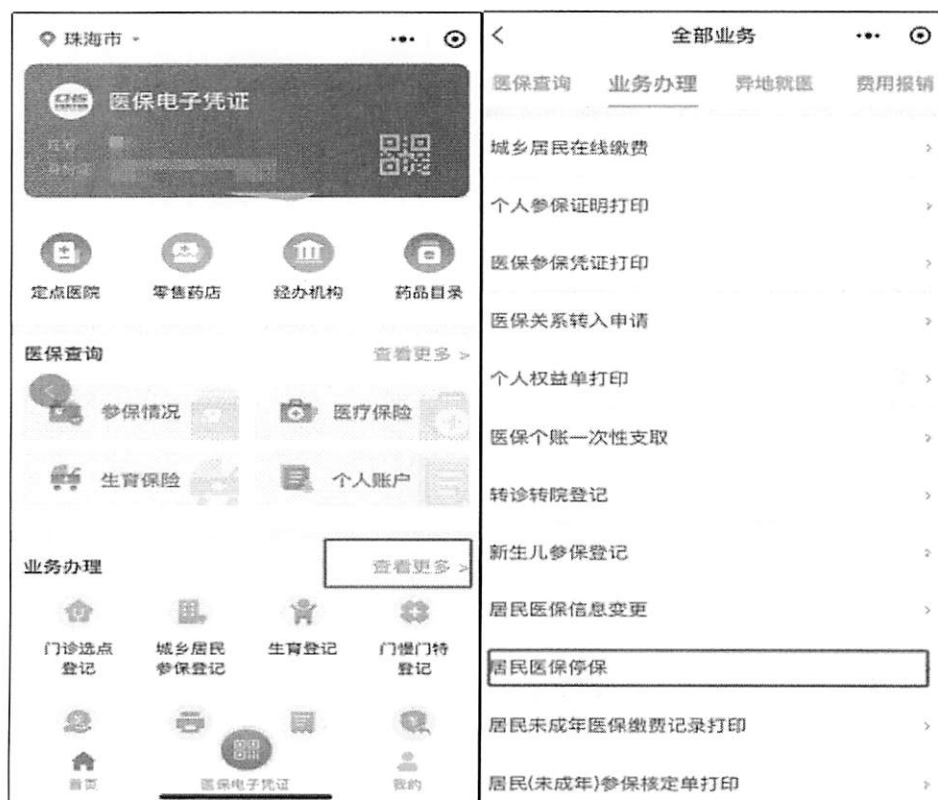 珠海市
医保电子凭证
定点医院
零售药店
经办机构
药品目录
医保查询
查看更多 >
参保情况
医疗保险
生育保险
个人账户
业务办理
查看更多 >
门诊选点
登记
城乡居民
参保登记
生育登记
门慢门特
登记
首页
医保电子凭证
我的
全部业务
医保查询
业务办理
异地就医
费用报销
城乡居民在线缴费
个人参保证明打印
医保参保凭证打印
医保关系转入申请
个人权益单打印
医保个账一次性支取
转诊转院登记
新生儿参保登记
居民医保信息变更
居民医保停保
居民未成年医保缴费记录打印
居民(未成年)参保核定单打印